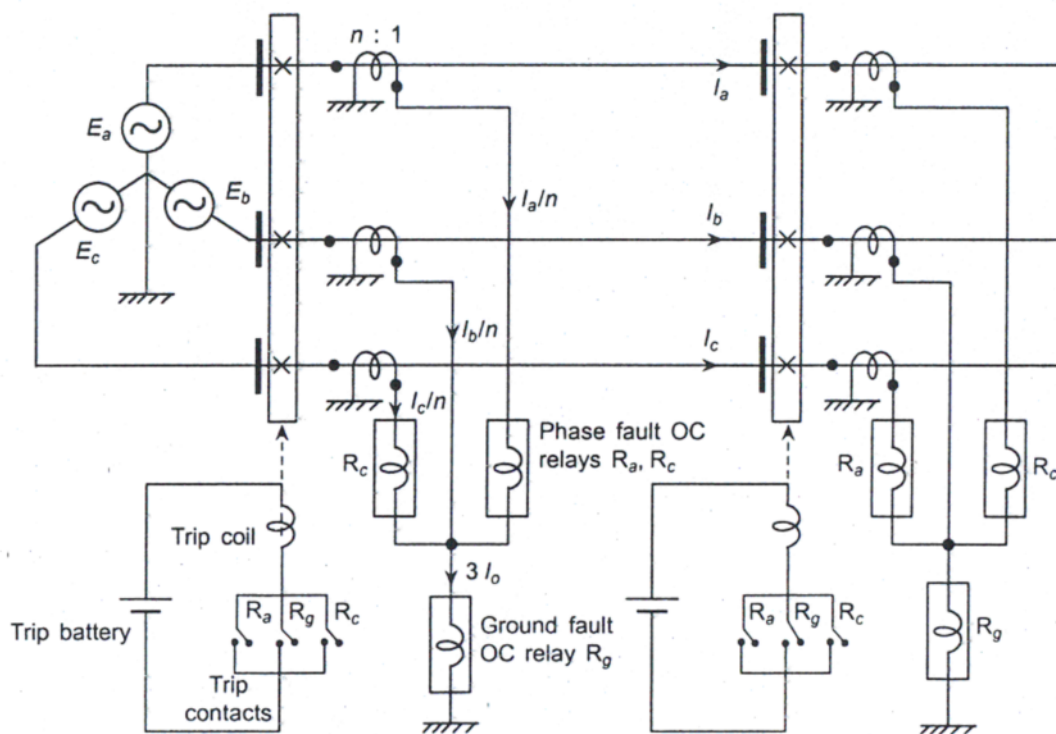 n : 1
I_a
E_a
E_b
E_c
I_a/n
I_b
I_b/n
I_c
I_c/n
Phase fault OC
relays R_a, R_c
R_c
R_a
R_c
Trip coil
3 I_o
R_a R_g R_c
R_a R_g R_c
Trip battery
Ground fault
OC relay R_g
R_g
Trip
contacts